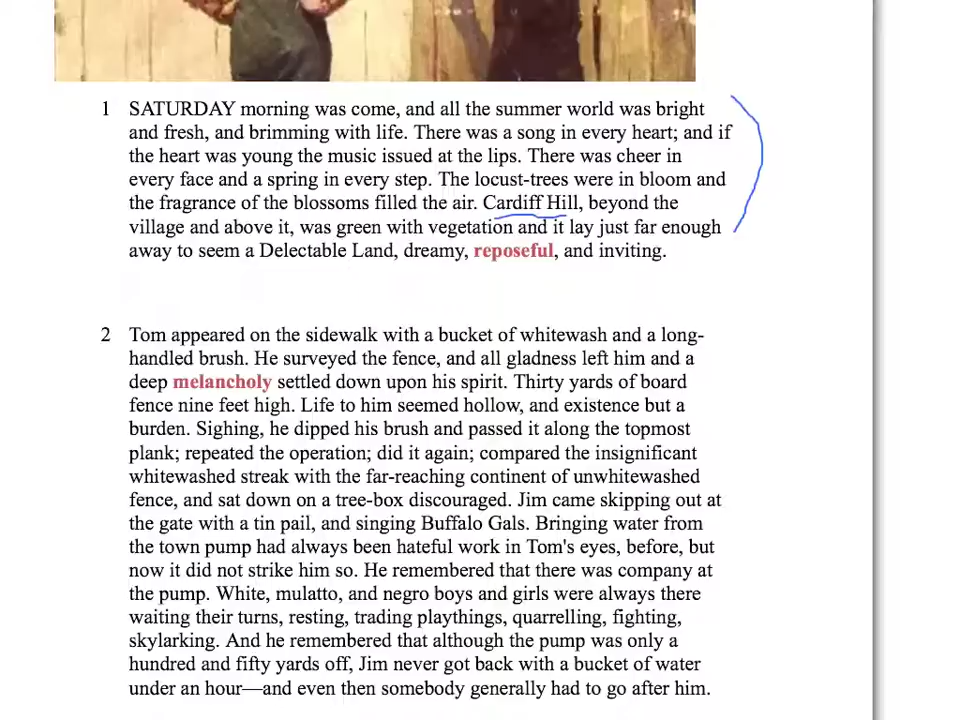 1 SATURDAY morning was come, and all the summer world was bright
and fresh, and brimming with life. There was a song in every heart; and if
the heart was young the music issued at the lips. There was cheer in
every face and a spring in every step. The locust-trees were in bloom and
the fragrance of the blossoms filled the air. Cardiff Hill, beyond the
village and above it, was green with vegetation and it lay just far enough
away to seem a Delectable Land, dreamy, reposeful, and inviting.
2 Tom appeared on the sidewalk with a bucket of whitewash and a long-
handled brush. He surveyed the fence, and all gladness left him and a
deep melancholy settled down upon his spirit. Thirty yards of board
fence nine feet high. Life to him seemed hollow, and existence but a
burden. Sighing, he dipped his brush and passed it along the topmost
plank; repeated the operation; did it again; compared the insignificant
whitewashed streak with the far-reaching continent of unwhitewashed
fence, and sat down on a tree-box discouraged. Jim came skipping out at
the gate with a tin pail, and singing Buffalo Gals. Bringing water from
the town pump had always been hateful work in Tom's eyes, before, but
now it did not strike him so. He remembered that there was company at
the pump. White, mulatto, and negro boys and girls were always there
waiting their turns, resting, trading playthings, quarrelling, fighting,
skylarking. And he remembered that although the pump was only a
hundred and fifty yards off, Jim never got back with a bucket of water
under an hour—and even then somebody generally had to go after him.